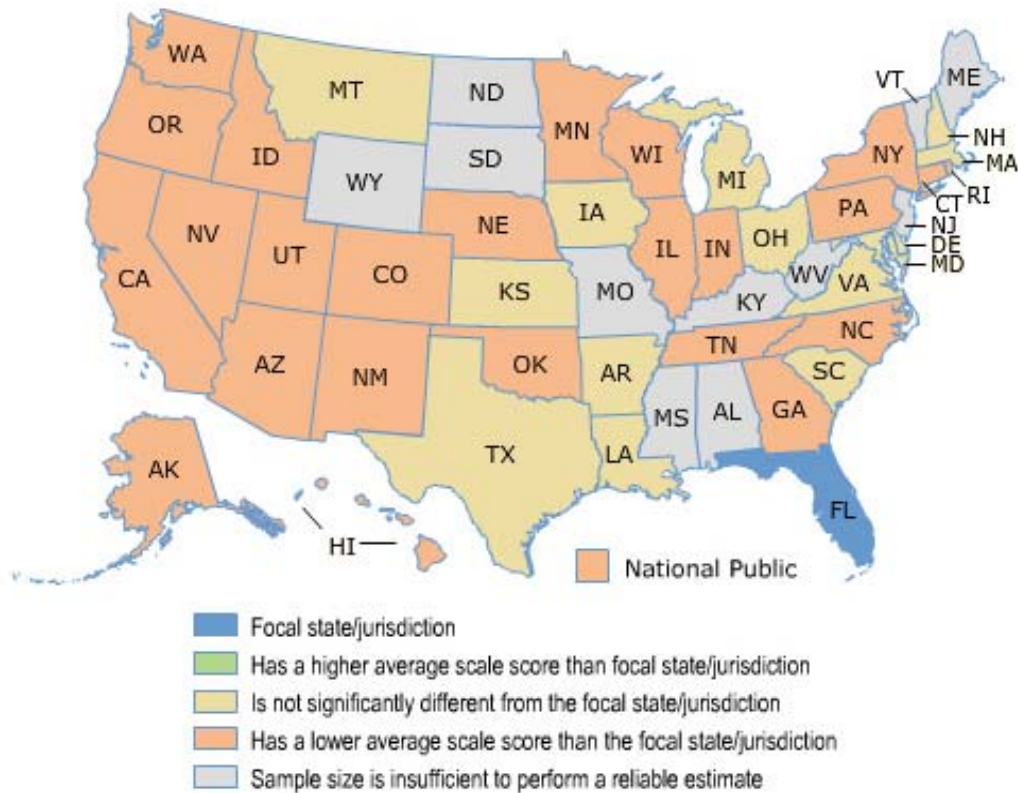 WA
MT
ND
MN
VT
ME
OR
ID
SD
WI
MI
NY
NH
MA
WY
RI
CT
NE
IA
PA
NJ
NV
UT
CO
IL
IN
OH
DE
MD
CA
KS
MO
WV
VA
KY
AZ
NM
OK
AR
TN
NC
SC
MS
AL
GA
TX
LA
AK
FL
HI
National Public
Focal state/jurisdiction
Has a higher average scale score than focal state/jurisdiction
Is not significantly different from the focal state/jurisdiction
Has a lower average scale score than the focal state/jurisdiction
Sample size is insufficient to perform a reliable estimate